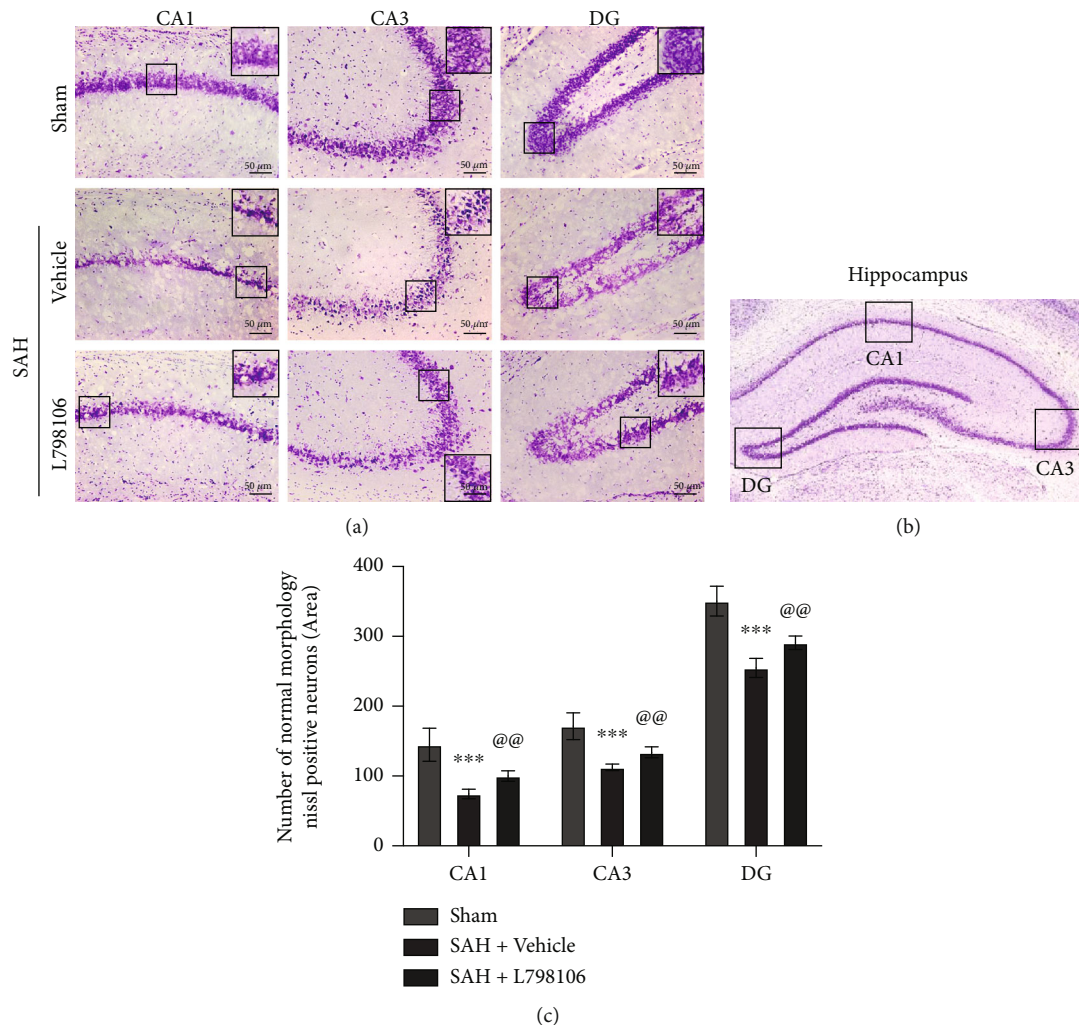 CA1 CA3 DG
Sham
50 μm 50 μm 50 μm
SAH
Vehicle
50 μm 50 μm 50 μm
L798106
50 μm 50 μm 50 μm
(a)
Hippocampus
CA1
CA3
DG
(b)
Number of normal morphology
nissl positive neurons (Area)
400
300
200
100
0
*** @@
*** @@
*** @@
CA1 CA3 DG
Sham
SAH + Vehicle
SAH + L798106
(c)